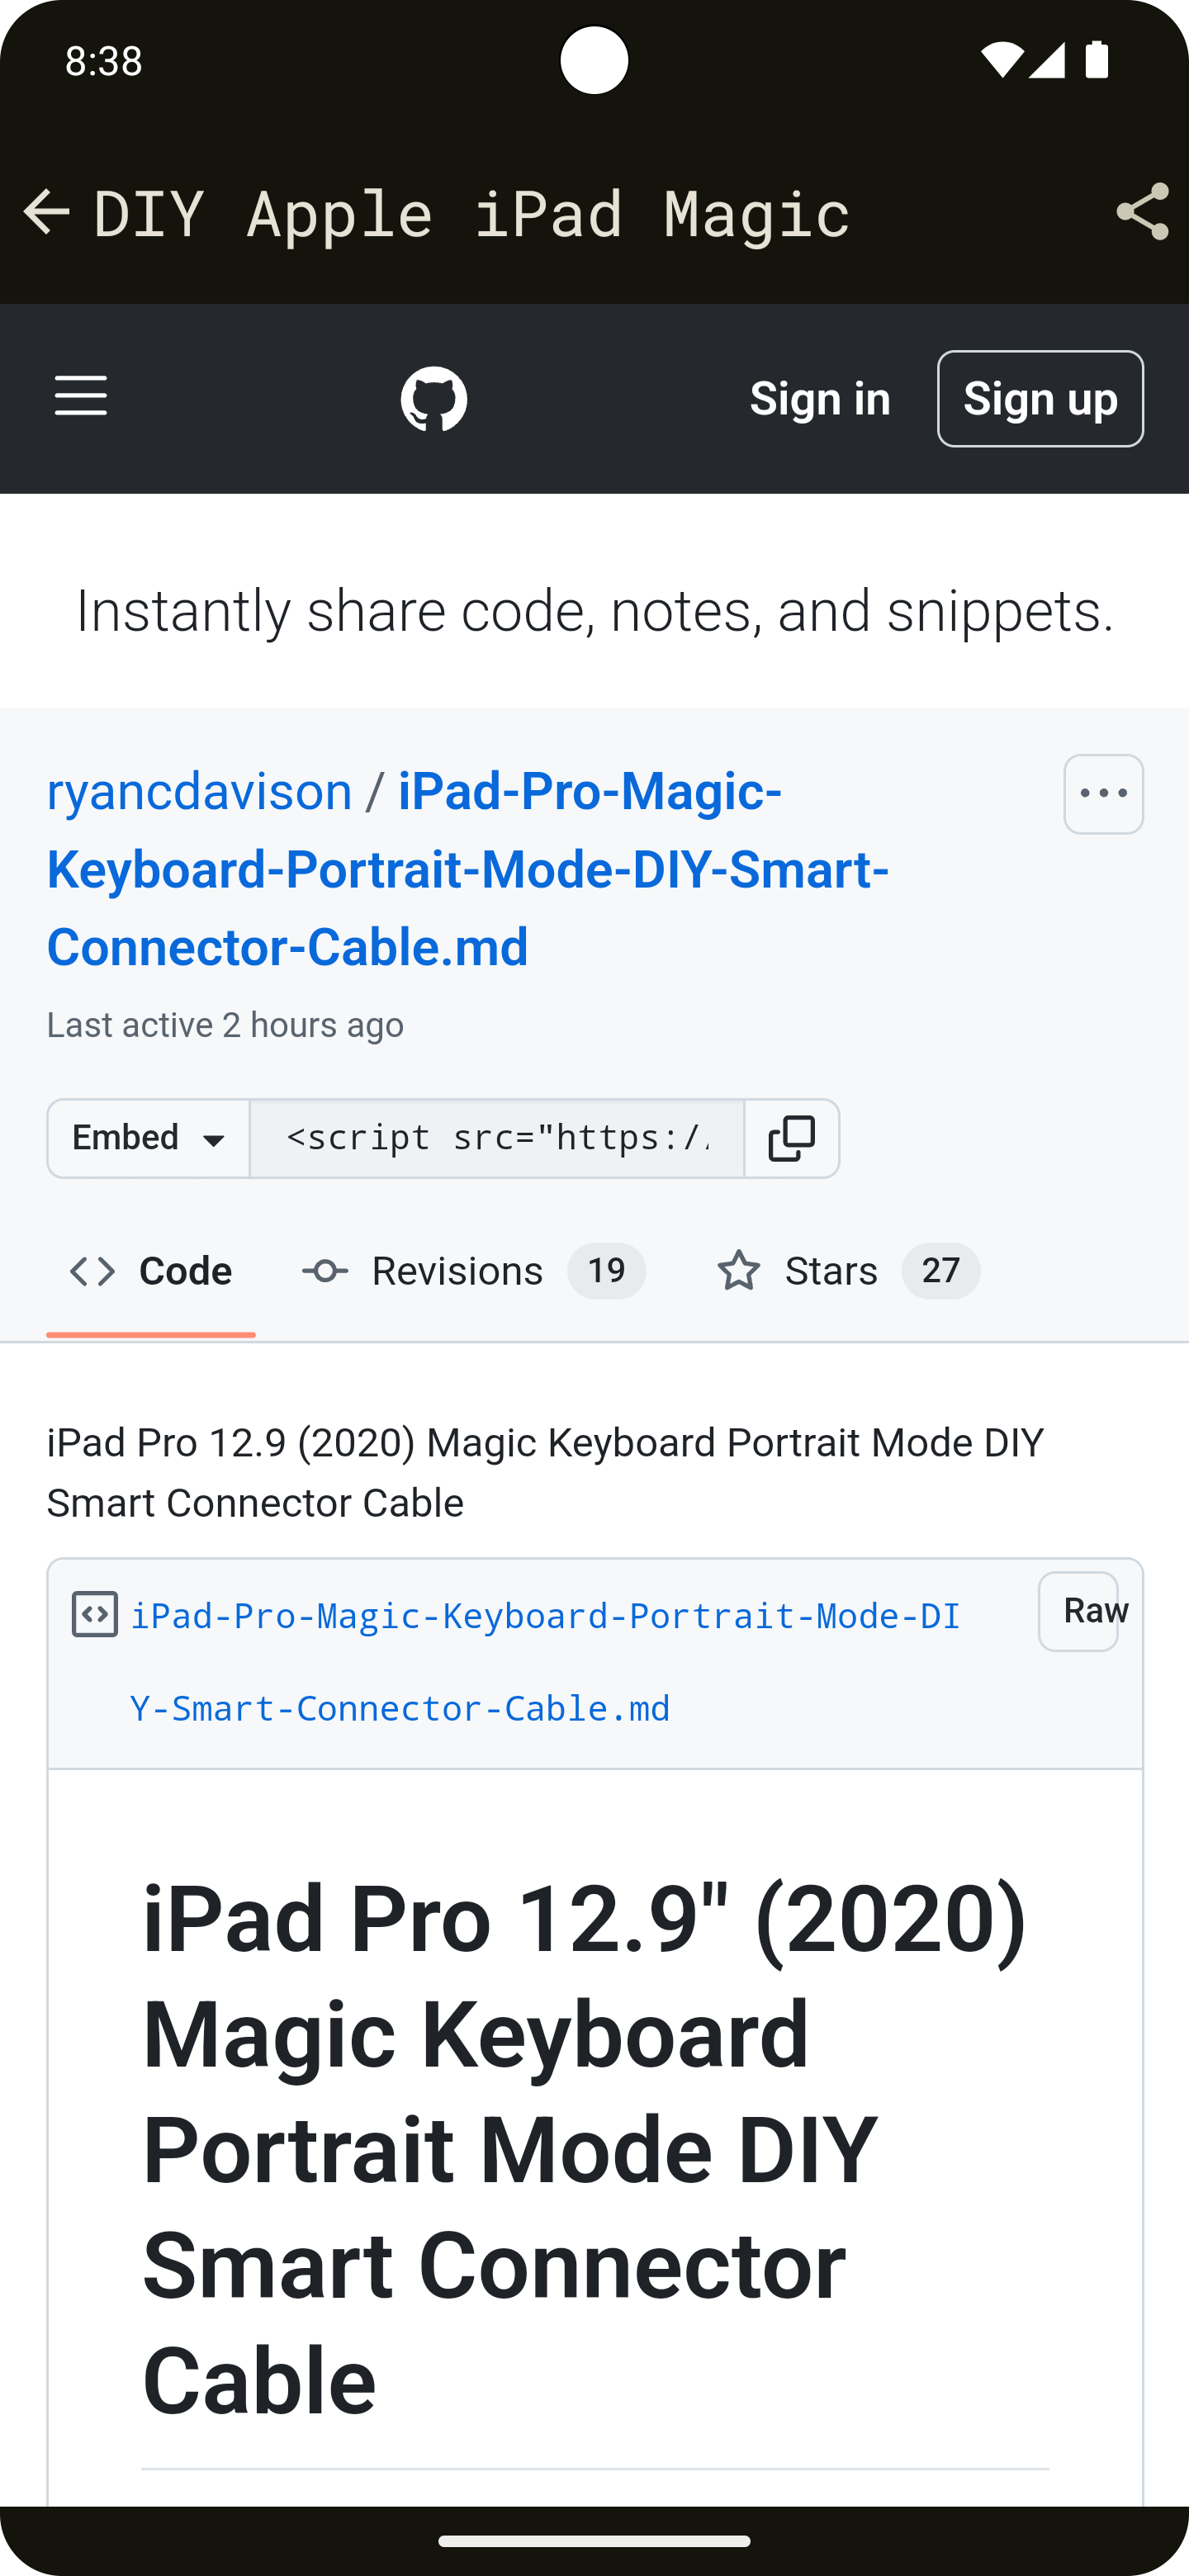 8:38
DIY Apple iPad Magic
Sign in
Sign up
Instantly share code, notes, and snippets.
ryancdavison / iPad-Pro-Magic-
Keyboard-Portrait-Mode-DIY-Smart-
Connector-Cable.md
Last active 2 hours ago
Embed
<script src="https:/
Code
Revisions 19
Stars 27
iPad Pro 12.9 (2020) Magic Keyboard Portrait Mode DIY
Smart Connector Cable
iPad-Pro-Magic-Keyboard-Portrait-Mode-DI
Raw
Y-Smart-Connector-Cable.md
iPad Pro 12.9" (2020)
Magic Keyboard
Portrait Mode DIY
Smart Connector
Cable